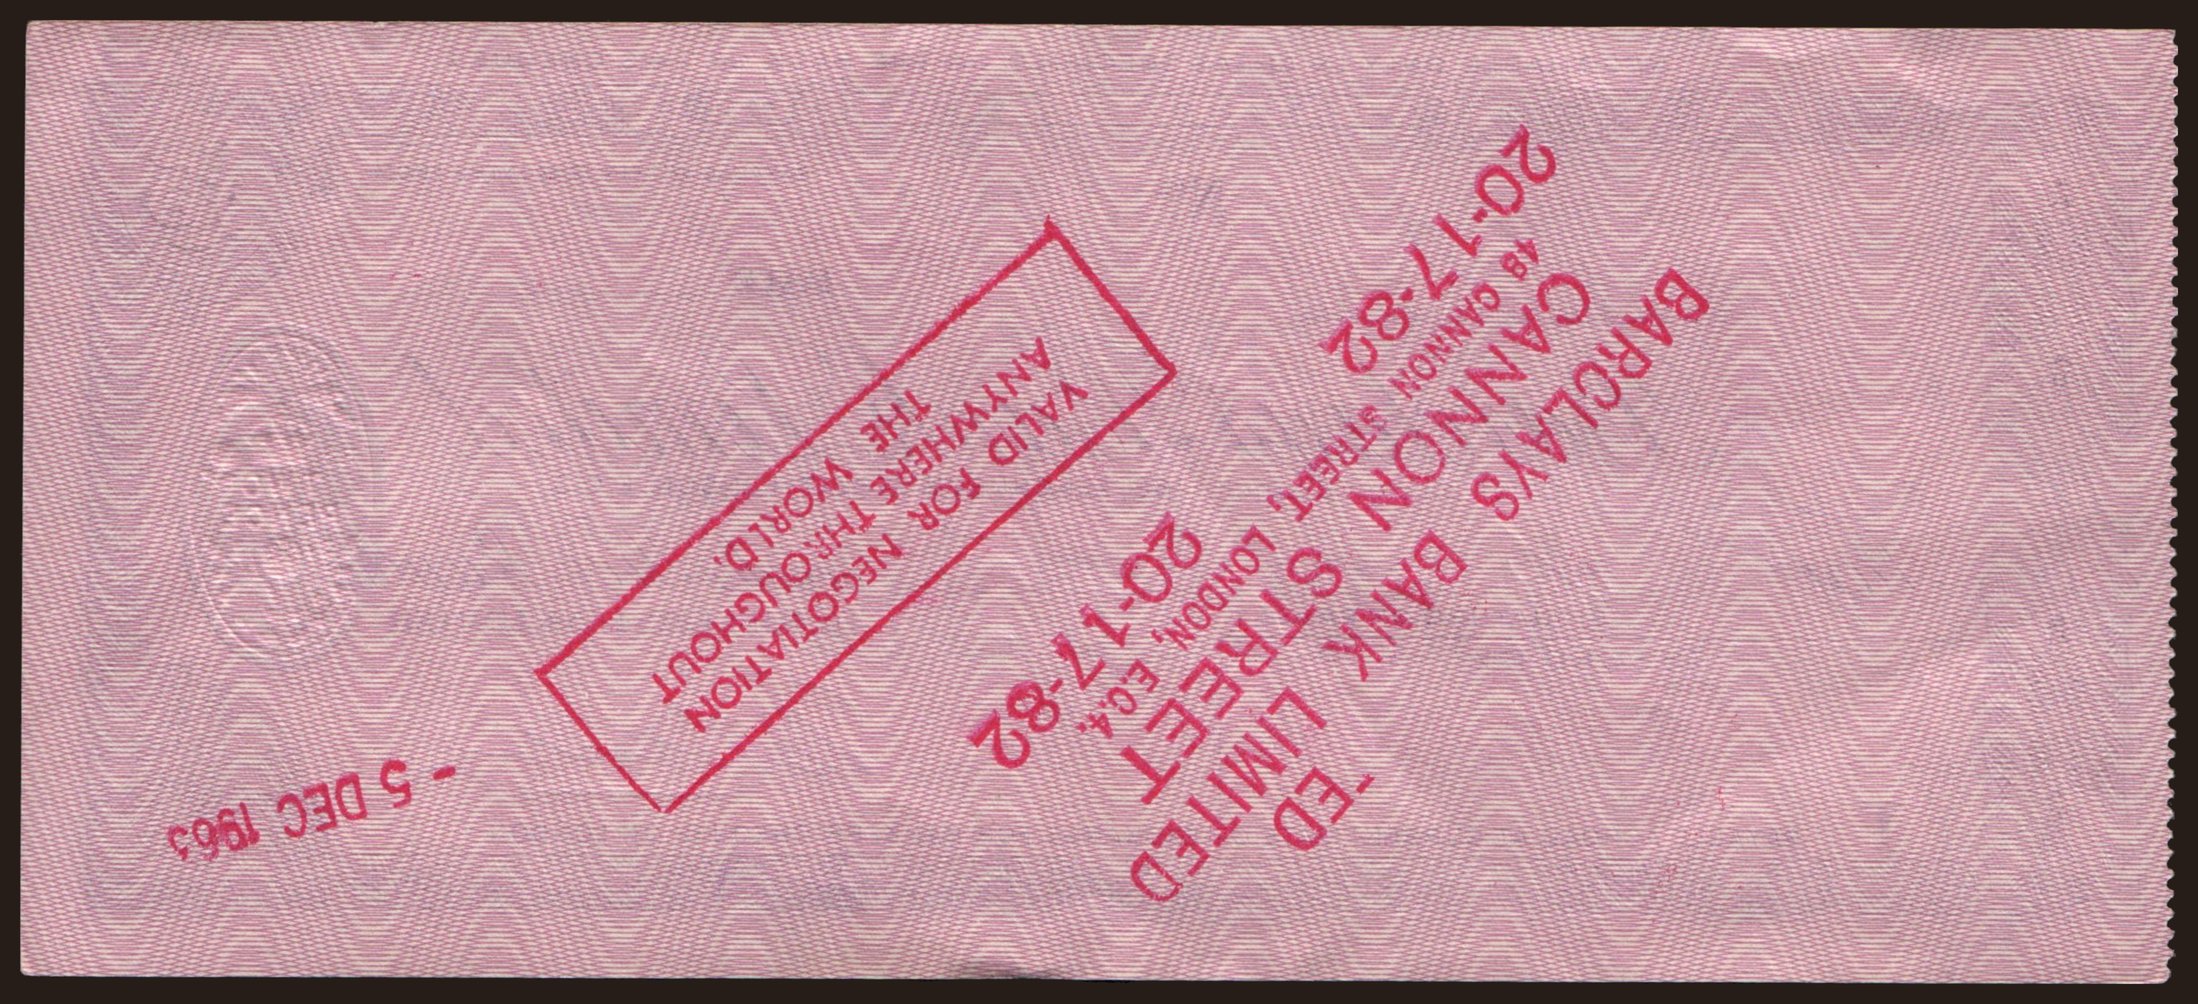 BARCLAYS BANK LIMITED
CANNON STREET
CANNON STREET, LONDON, E.C.4.
20-17-82 20-17-82
ED
VALID FOR NEGOTIATION
ANYWHERE THROUGHOUT
THE WORLD.
- 5 DEC 1963